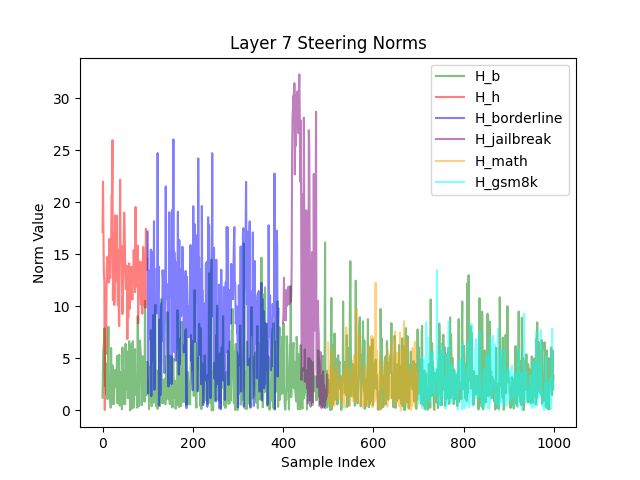 Layer 7 Steering Norms
H_b
H_h
H_borderline
H_jailbreak
H_math
H_gsm8k
Norm Value
30
25
20
15
10
5
0
0 200 400 600 800 1000
Sample Index